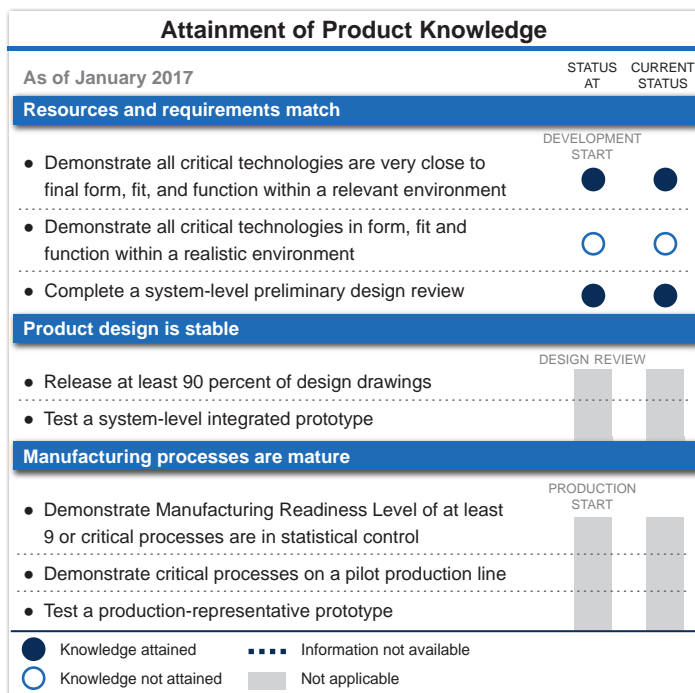 Attainment of Product Knowledge
As of January 2017
STATUS AT
CURRENT STATUS
Resources and requirements match
DEVELOPMENT START
● Demonstrate all critical technologies are very close to
final form, fit, and function within a relevant environment
● Demonstrate all critical technologies in form, fit and
function within a realistic environment
● Complete a system-level preliminary design review
Product design is stable
DESIGN REVIEW
● Release at least 90 percent of design drawings
● Test a system-level integrated prototype
Manufacturing processes are mature
PRODUCTION START
● Demonstrate Manufacturing Readiness Level of at least
9 or critical processes are in statistical control
● Demonstrate critical processes on a pilot production line
● Test a production-representative prototype
Knowledge attained
Information not available
Knowledge not attained
Not applicable